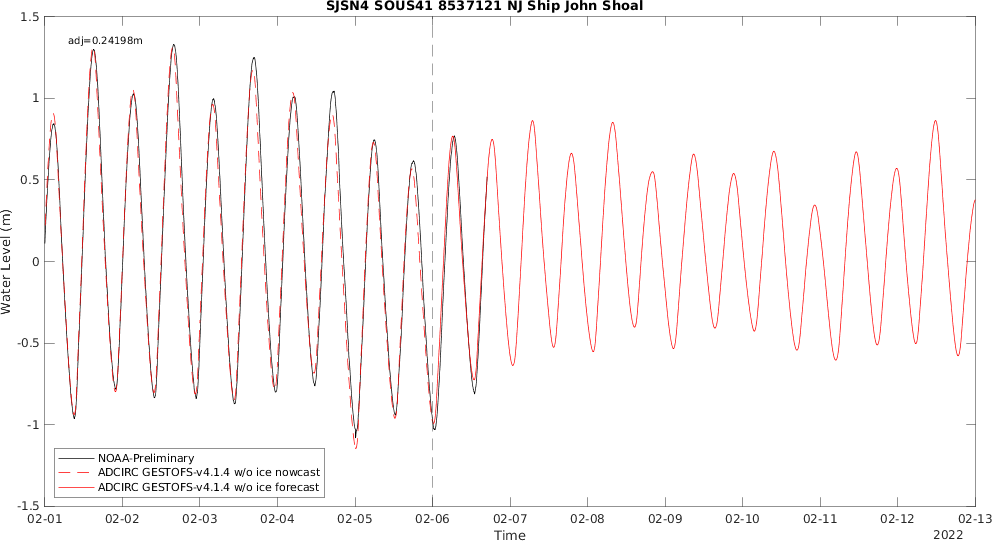 SJSN4 SOUS41 8537121 NJ Ship John Shoal
adj=0.24198m
1.5
1
0.5
0
-0.5
-1
-1.5
Water Level (m)
NOAA-Preliminary
ADCIRC GESTOFS-v4.1.4 w/o ice nowcast
ADCIRC GESTOFS-v4.1.4 w/o ice forecast
02-01 02-02 02-03 02-04 02-05 02-06 02-07 02-08 02-09 02-10 02-11 02-12 02-13
Time
2022